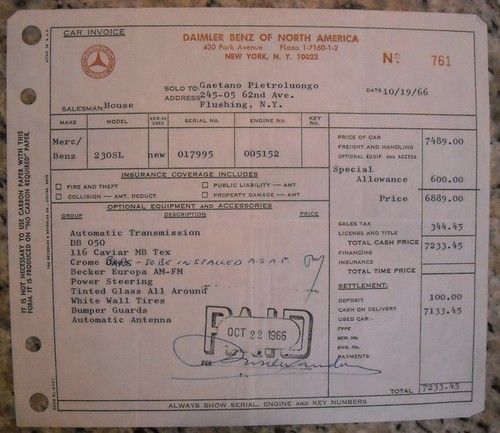 CAR INVOICE
DAIMLER BENZ OF NORTH AMERICA
430 Park Avenue PLaza 1-7160-1-2
NEW YORK, N. Y. 10022
No 761
SOLD TO Gaetano Pietroluongo
ADDRESS 245-05 62nd Ave.
Flushing, N.Y.
DATE 10/19/66
SALESMAN House
MAKE MODEL NEW OR USED SERIAL No. ENGINE No. KEY No.
Merc/
Benz 230SL new 017995 005152
PRICE OF CAR 7489.00
FREIGHT AND HANDLING
OPTIONAL EQUIP. AND ACCESS
Special
Allowance 600.00
Price 6889.00
INSURANCE COVERAGE INCLUDES
FIRE AND THEFT PUBLIC LIABILITY — AMT
COLLISION — AMT. DEDUCT PROPERTY DAMAGE — AMT.
OPTIONAL EQUIPMENT AND ACCESSORIES
GROUP DESCRIPTION PRICE
Automatic Transmission
DB 050
116 Caviar MB Tex
Crome - TO BE INSTALLED A.S.A.P.
Becker Europa AM-FM
Power Steering
Tinted Glass All Around
White Wall Tires
Bumper Guards
Automatic Antenna
SALES TAX 344.45
LICENSE AND TITLE
TOTAL CASH PRICE 7233.45
FINANCING
INSURANCE
TOTAL TIME PRICE
SETTLEMENT:
DEPOSIT 100.00
CASH ON DELIVERY 7133.45
USED CAR:-
TYPE
SER. NO.
ENG. NO.
PAYMENTS
TOTAL 7233.45
PAID
OCT 22 1966
PER
ALWAYS SHOW SERIAL, ENGINE AND KEY NUMBERS
IT IS NOT NECESSARY TO USE CARBON PAPER WITH THIS
FORM. IT IS PRODUCED ON "NO CARBON REQUIRED" PAPER.